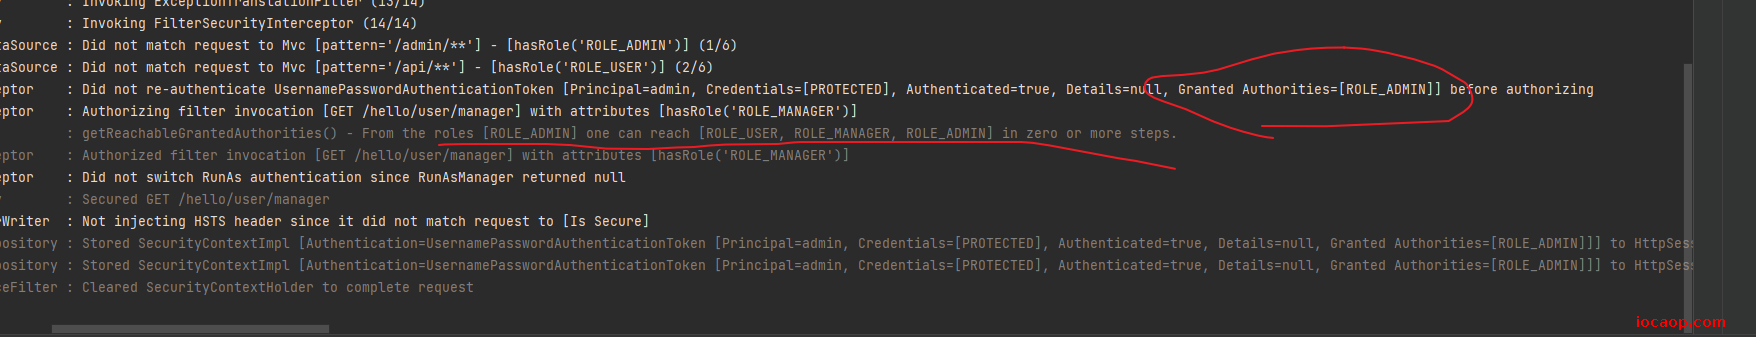 : Invoking ExceptionTranslationFilter (13/14)
: Invoking FilterSecurityInterceptor (14/14)
taSource : Did not match request to Mvc [pattern='/admin/**'] - [hasRole('ROLE_ADMIN')] (1/6)
taSource : Did not match request to Mvc [pattern='/api/**'] - [hasRole('ROLE_USER')] (2/6)
eptor : Did not re-authenticate UsernamePasswordAuthenticationToken [Principal=admin, Credentials=[PROTECTED], Authenticated=true, Details=null, Granted Authorities=[ROLE_ADMIN]] before authorizing
eptor : Authorizing filter invocation [GET /hello/user/manager] with attributes [hasRole('ROLE_MANAGER')]
: getReachableGrantedAuthorities() - From the roles [ROLE_ADMIN] one can reach [ROLE_USER, ROLE_MANAGER, ROLE_ADMIN] in zero or more steps.
eptor : Authorized filter invocation [GET /hello/user/manager] with attributes [hasRole('ROLE_MANAGER')]
eptor : Did not switch RunAs authentication since RunAsManager returned null
: Secured GET /hello/user/manager
rWriter : Not injecting HSTS header since it did not match request to [Is Secure]
pository : Stored SecurityContextImpl [Authentication=UsernamePasswordAuthenticationToken [Principal=admin, Credentials=[PROTECTED], Authenticated=true, Details=null, Granted Authorities=[ROLE_ADMIN]]] to HttpSess
pository : Stored SecurityContextImpl [Authentication=UsernamePasswordAuthenticationToken [Principal=admin, Credentials=[PROTECTED], Authenticated=true, Details=null, Granted Authorities=[ROLE_ADMIN]]] to HttpSess
ceFilter : Cleared SecurityContextHolder to complete request
iocaop.com